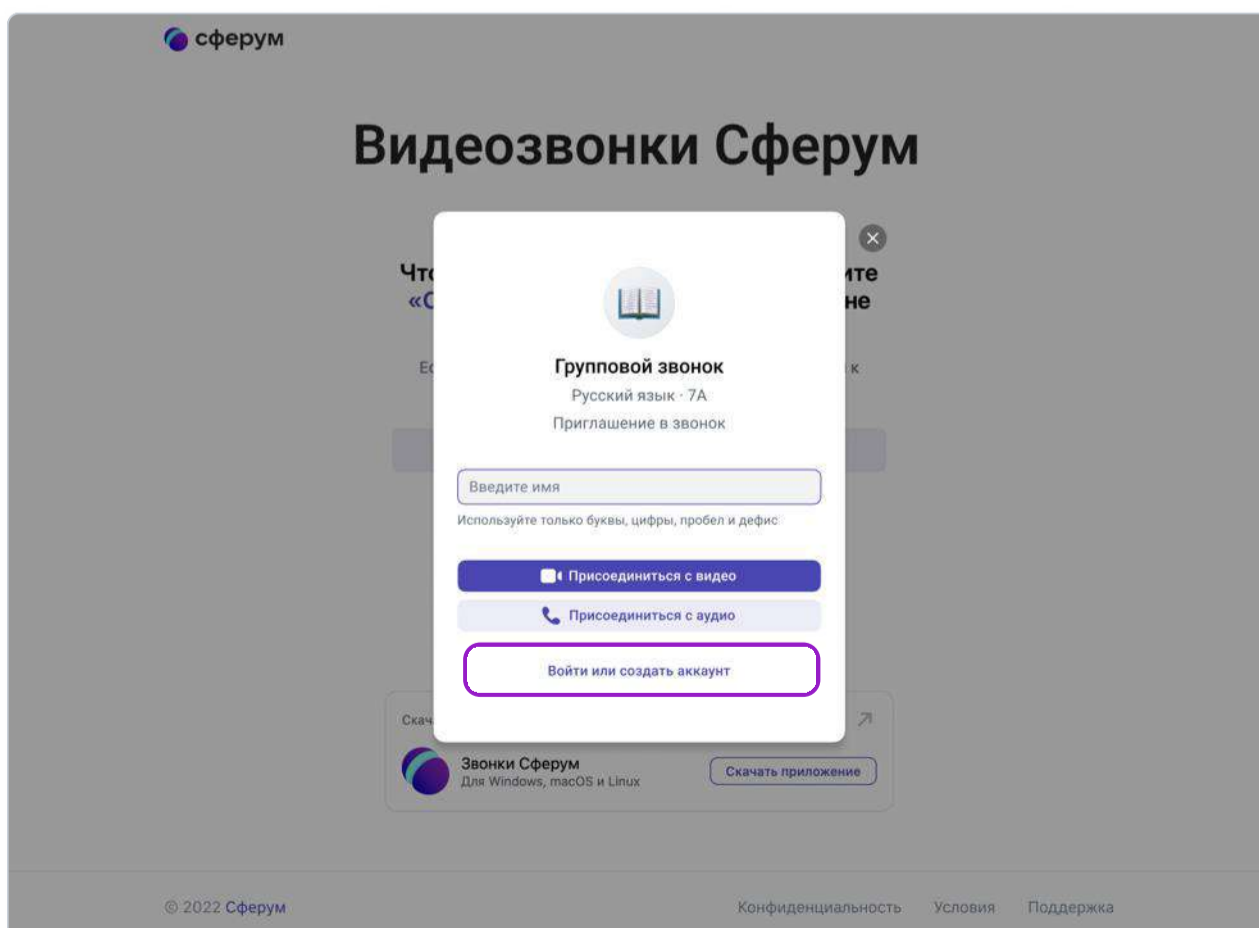 сферум
Видеозвонки Сферум
Групповой звонок
Русский язык · 7А
Приглашение в звонок
Введите имя
Используйте только буквы, цифры, пробел и дефис
Присоединиться с видео
Присоединиться с аудио
Войти или создать аккаунт
Звонки Сферум
Для Windows, macOS и Linux
Скачать приложение
© 2022 Сферум
Конфиденциальность Условия Поддержка